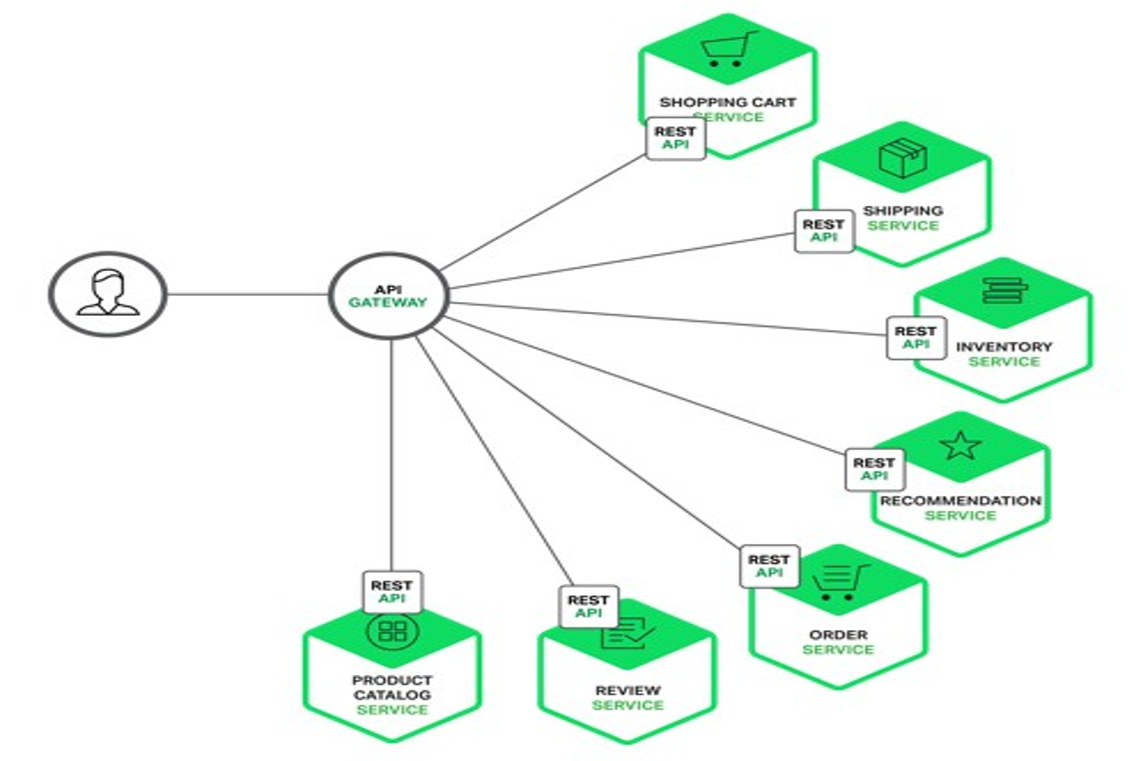 SHOPPING CART
SERVICE
REST
API
SHIPPING
SERVICE
REST
API
API
GATEWAY
INVENTORY
SERVICE
REST
API
RECOMMENDATION
SERVICE
REST
API
ORDER
SERVICE
REST
API
REVIEW
SERVICE
REST
API
PRODUCT
CATALOG
SERVICE
REST
API